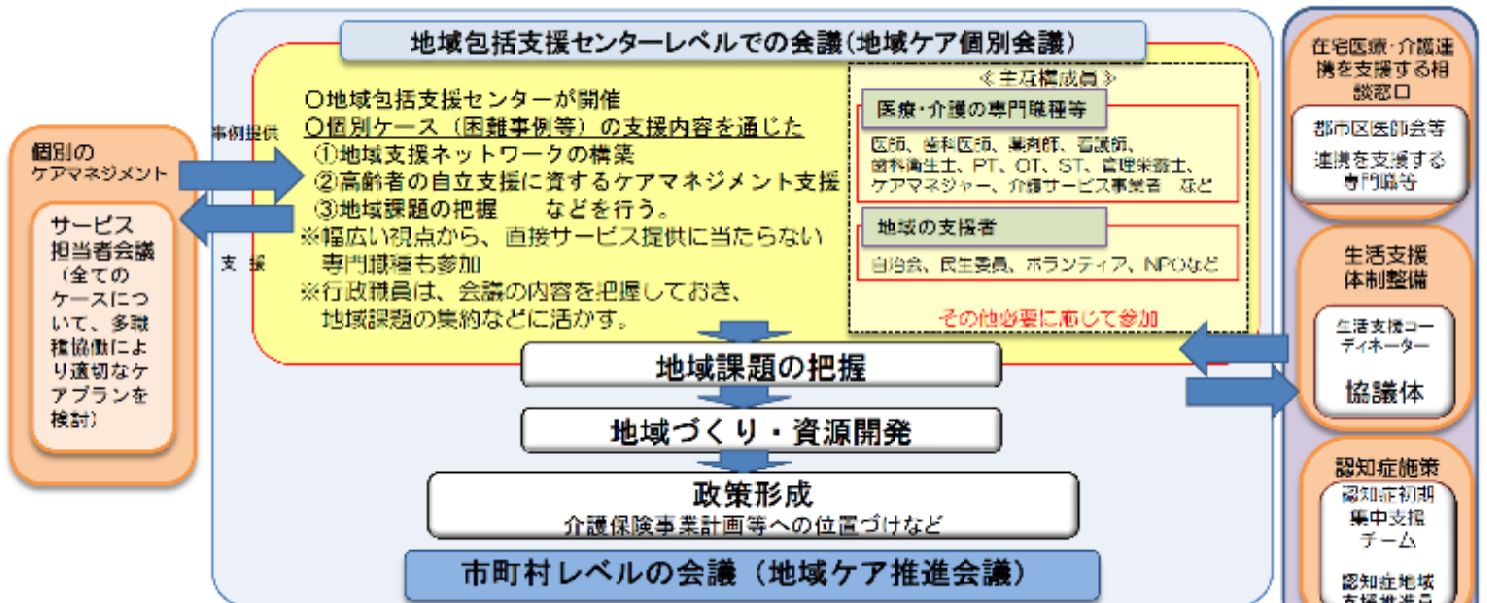 地域包括支援センターレベルでの会議(地域ケア個別会議)
個別の
ケアマネジメント
サービス
担当者会議
(全ての
ケースにつ
いて、多職
種協働によ
り適切なケ
アプランを
検討)
事例提供
支 援
〇地域包括支援センターが開催
〇個別ケース(困難事例等)の支援内容を通じた
①地域支援ネットワークの構築
②高齢者の自立支援に資するケアマネジメント支援
③地域課題の把握 などを行う。
※幅広い視点から、直接サービス提供に当たらない
専門職種も参加
※行政職員は、会議の内容を把握しておき、
地域課題の集約などに活かす。
≪主な構成員≫
医療・介護の専門職種等
医師、歯科医師、薬剤師、看護師、
歯科衛生士、PT、OT、ST、管理栄養士、
ケアマネジャー、介護サービス事業者 など
地域の支援者
自治会、民生委員、ボランティア、NPOなど
その他必要に応じて参加
地域課題の把握
地域づくり・資源開発
政策形成
介護保険事業計画等への位置づけなど
市町村レベルの会議(地域ケア推進会議)
在宅医療・介護連
携を支援する相
談窓口
郡市区医師会等
連携を支援する
専門職等
生活支援
体制整備
生活支援コー
ディネーター
協議体
認知症施策
認知症初期
集中支援
チーム
認知症地域
支援推進員